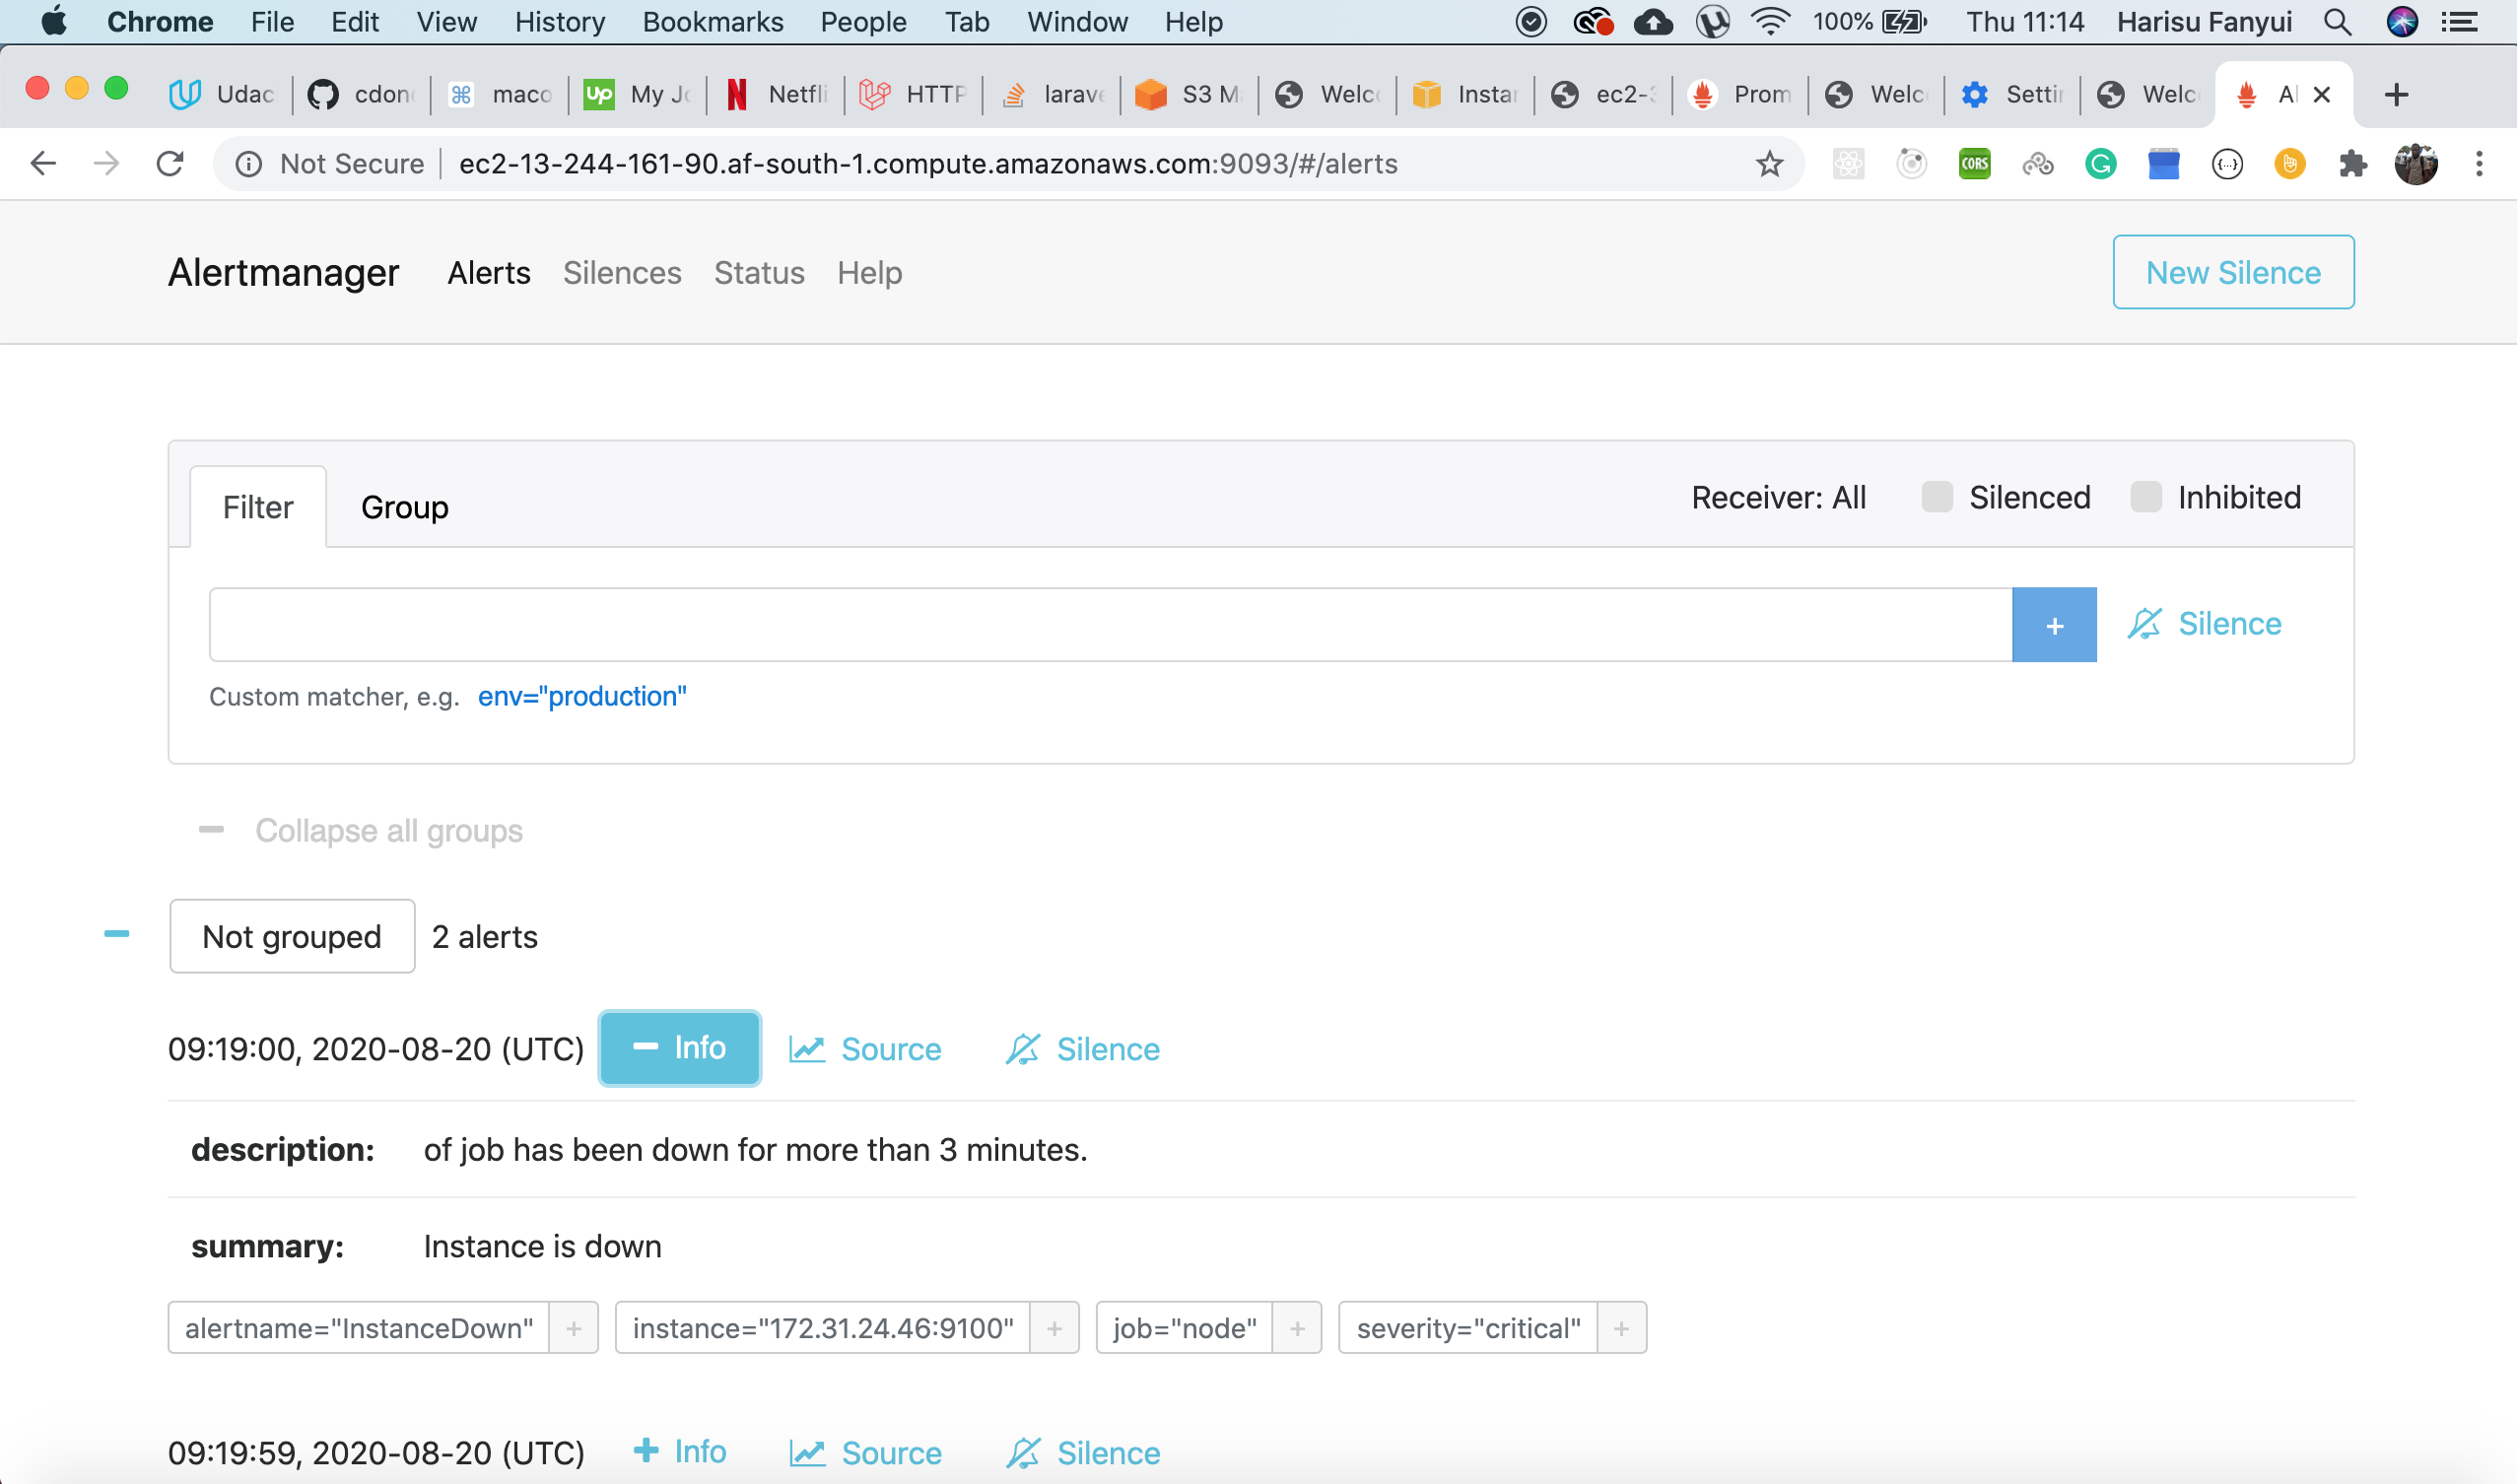 Chrome File Edit View History Bookmarks People Tab Window Help 100% Thu 11:14 Harisu Fanyui
Udac cdon maco My Jo Netfli HTTP larave S3 M Welc Instan ec2-3 Prom Welc Settin Welc Al
Not Secure ec2-13-244-161-90.af-south-1.compute.amazonaws.com:9093/#/alerts
CORS
Alertmanager Alerts Silences Status Help New Silence
Filter Group Receiver: All Silenced Inhibited
+ Silence
Custom matcher, e.g. env="production"
Collapse all groups
Not grouped 2 alerts
09:19:00, 2020-08-20 (UTC) Info Source Silence
description: of job has been down for more than 3 minutes.
summary: Instance is down
alertname="InstanceDown" + instance="172.31.24.46:9100" + job="node" + severity="critical" +
09:19:59, 2020-08-20 (UTC) + Info Source Silence